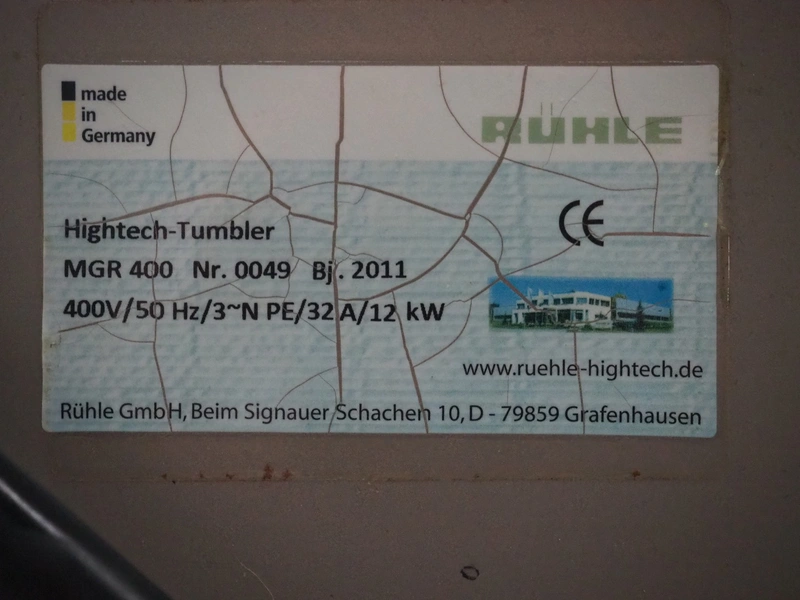 made
in
Germany
RÜHLE
Hightech-Tumbler
CE
MGR 400 Nr. 0049 Bj. 2011
400V/50 Hz/3~N PE/32 A/12 kW
www.ruehle-hightech.de
Rühle GmbH, Beim Signauer Schachen 10, D - 79859 Grafenhausen